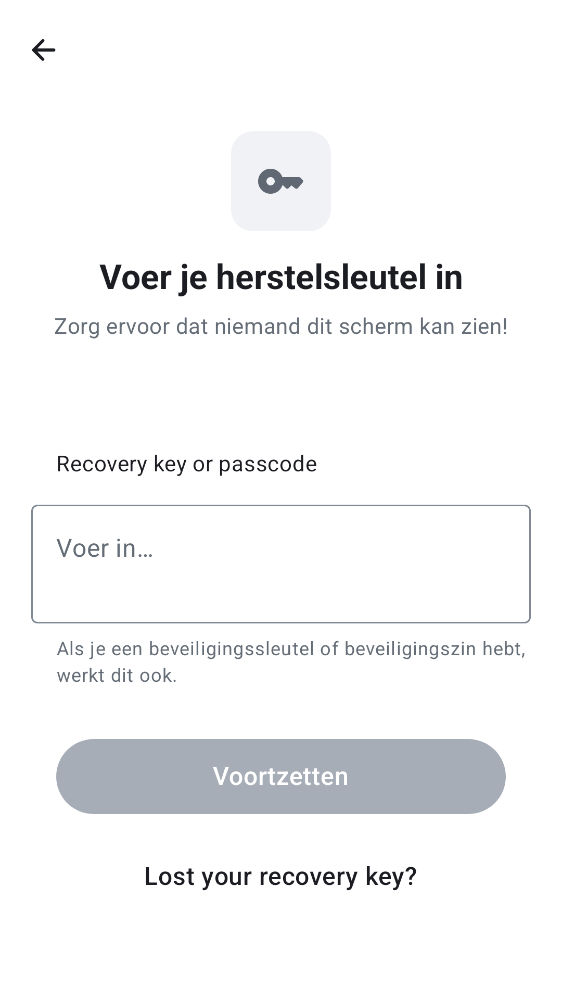 Voer je herstelsleutel in
Zorg ervoor dat niemand dit scherm kan zien!
Recovery key or passcode
Voer in…
Als je een beveiligingssleutel of beveiligingszin hebt,
werkt dit ook.
Voortzetten
Lost your recovery key?